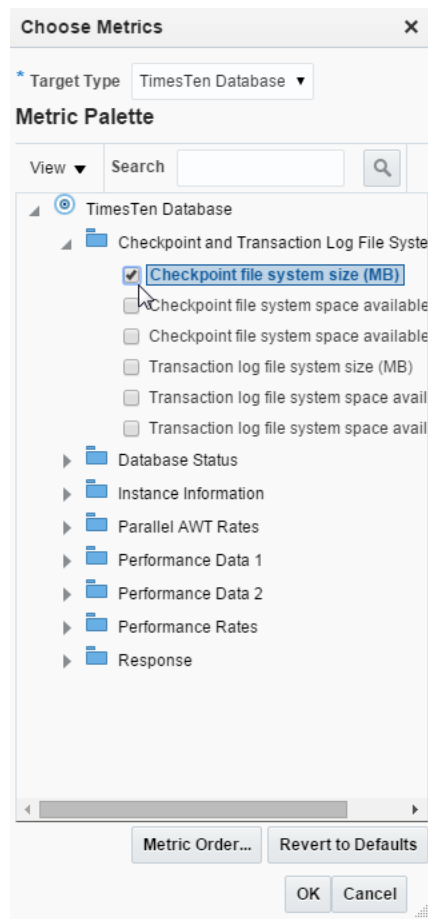 Choose Metrics
* Target Type TimesTen Database
Metric Palette
View Search
TimesTen Database
Checkpoint and Transaction Log File Syste
Checkpoint file system size (MB)
Checkpoint file system space available
Checkpoint file system space available
Transaction log file system size (MB)
Transaction log file system space avail
Transaction log file system space avail
Database Status
Instance Information
Parallel AWT Rates
Performance Data 1
Performance Data 2
Performance Rates
Response
Metric Order... Revert to Defaults
OK Cancel